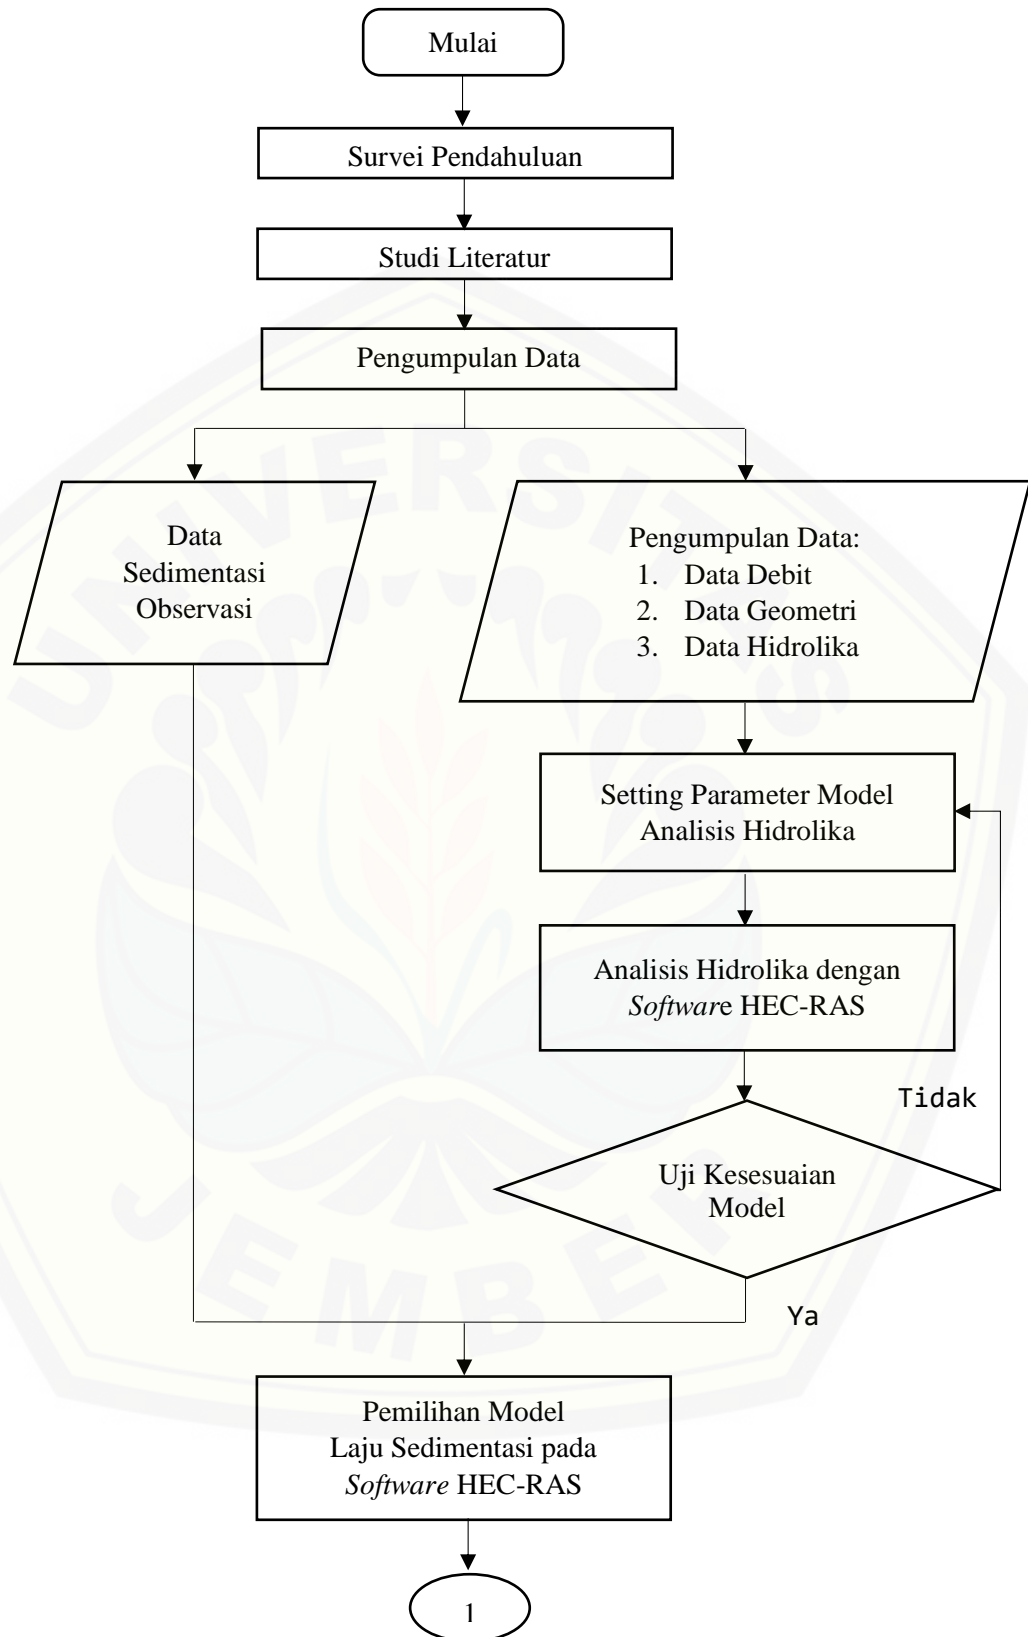 Mulai
Survei Pendahuluan
Studi Literatur
Pengumpulan Data
Data
Sedimentasi
Observasi
Pengumpulan Data:
1. Data Debit
2. Data Geometri
3. Data Hidrolika
Setting Parameter Model
Analisis Hidrolika
Analisis Hidrolika dengan
Software HEC-RAS
Tidak
Uji Kesesuaian
Model
Ya
Pemilihan Model
Laju Sedimentasi pada
Software HEC-RAS
1
UNIVERSITAS
JEMBER